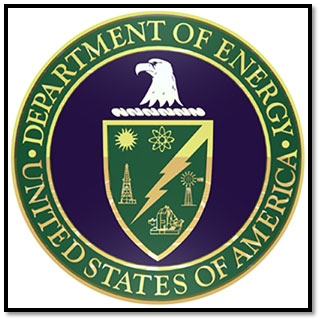 · DEPARTMENT OF ENERGY ·
UNITED STATES OF AMERICA